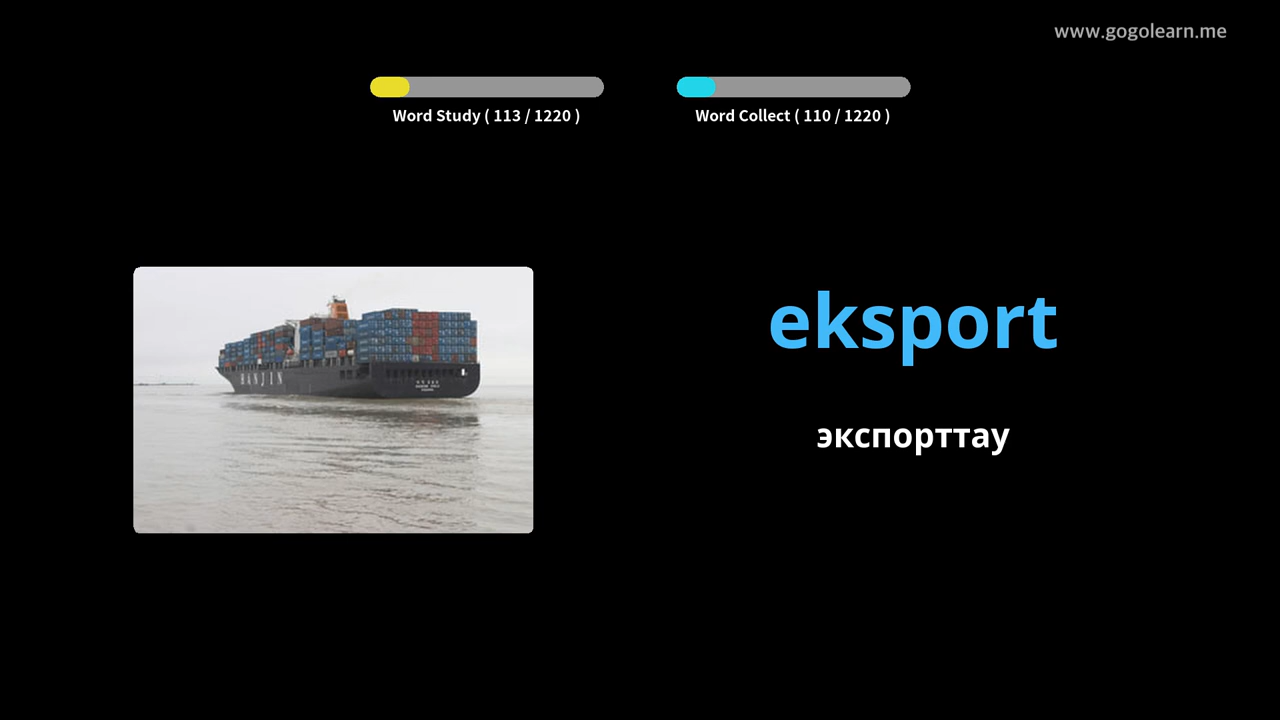 www.gogolearn.me
Word Study ( 113 / 1220 )
Word Collect ( 110 / 1220 )
eksport
экспорттау
HANJIN